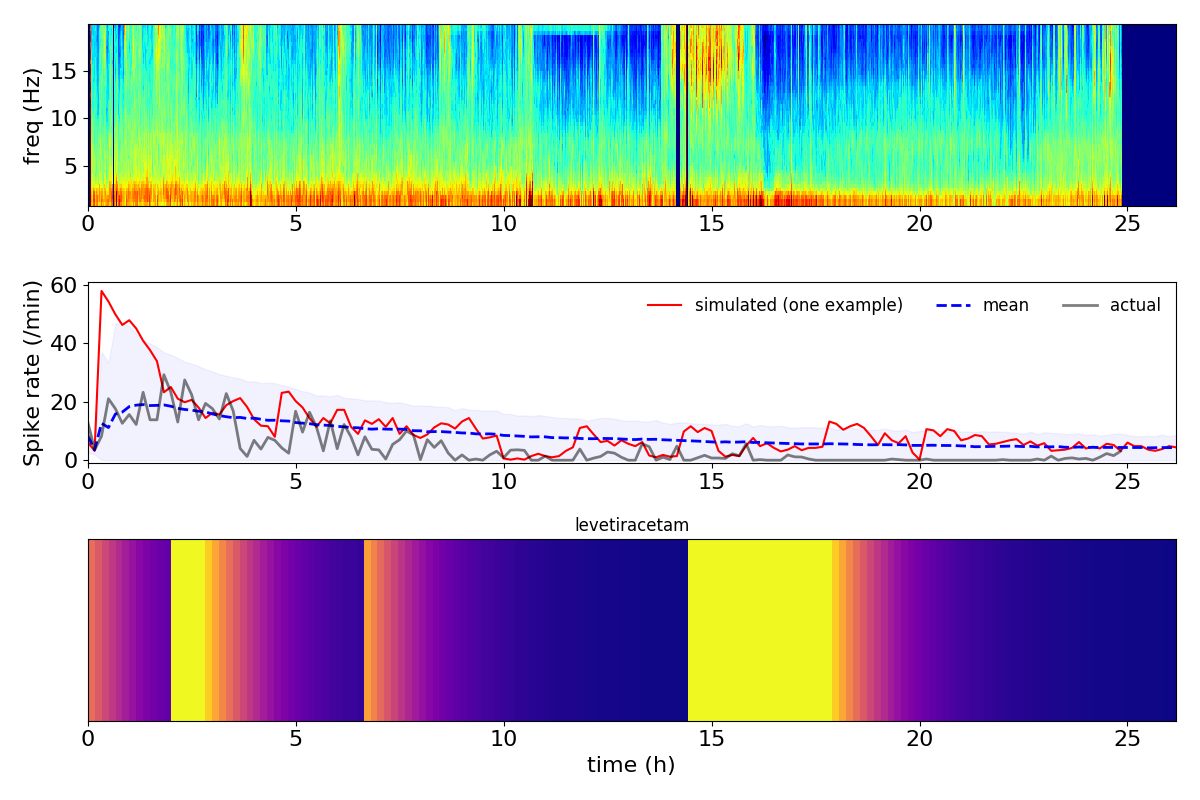 freq (Hz)
15
10
5
0 5 10 15 20 25
Spike rate (/min)
60
40
20
0
simulated (one example) mean actual
0 5 10 15 20 25
levetiracetam
0 5 10 15 20 25
time (h)